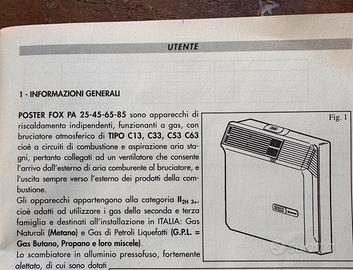 UTENTE
1 - INFORMAZIONI GENERALI
POSTER FOX PA 25-45-65-85 sono apparecchi di
riscaldamento indipendenti, funzionanti a gas, con
bruciatore atmosferico di TIPO C13, C33, C53 C63
cioè a circuiti di combustione e aspirazione aria sta-
gni, pertanto collegati ad un ventilatore che consente
l'arrivo dall'esterno di aria comburente al bruciatore, e
l'uscita sempre verso l'esterno dei prodotti della com-
bustione.
Gli apparecchi appartengono alla categoria II2H 3+,
cioè adatti ad utilizzare i gas della seconda e terza
famiglia e destinati all'installazione in ITALIA: Gas
Naturali (Metano) e Gas di Petroli Liquefatti (G.P.L. =
Gas Butano, Propano e loro miscele).
Lo scambiatore in alluminio pressofuso, fortemente
alettato, di cui sono dotati
Fig. 1